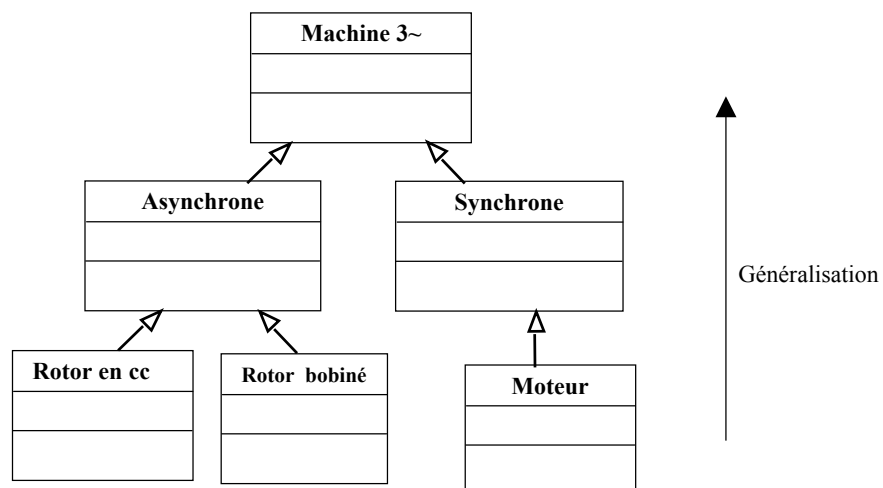 Machine 3~
Asynchrone
Synchrone
Généralisation
Rotor en cc
Rotor bobiné
Moteur